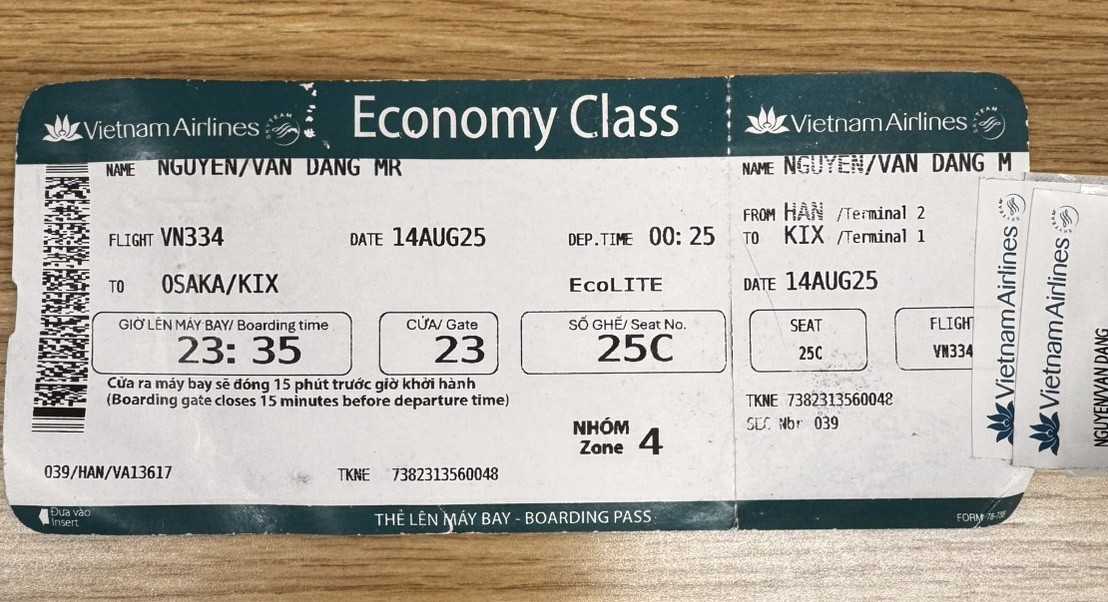 Vietnam Airlines SKYTEAM
Economy Class
Vietnam Airlines SKYTEAM
NAME NGUYEN/VAN DANG MR
FLIGHT VN334 DATE 14AUG25 DEP.TIME 00: 25
TO OSAKA/KIX EcoLITE
GIỜ LÊN MÁY BAY/ Boarding time
23: 35
CỬA/ Gate
23
SỐ GHẾ/ Seat No.
25C
Cửa ra máy bay sẽ đóng 15 phút trước giờ khởi hành
(Boarding gate closes 15 minutes before departure time)
NHÓM
Zone 4
039/HAN/VA13617 TKNE 7382313560048
Đưa vào
Insert
THẺ LÊN MÁY BAY - BOARDING PASS
NAME NGUYEN/VAN DANG M
FROM HAN /Terminal 2
TO KIX /Terminal 1
DATE 14AUG25
SEAT
25C
FLIGHT
VN334
TKNE 7382313560048
SEC Nbr 039
FORM
Vietnam Airlines
Vietnam Airlines
NGUYEN/VAN DANG